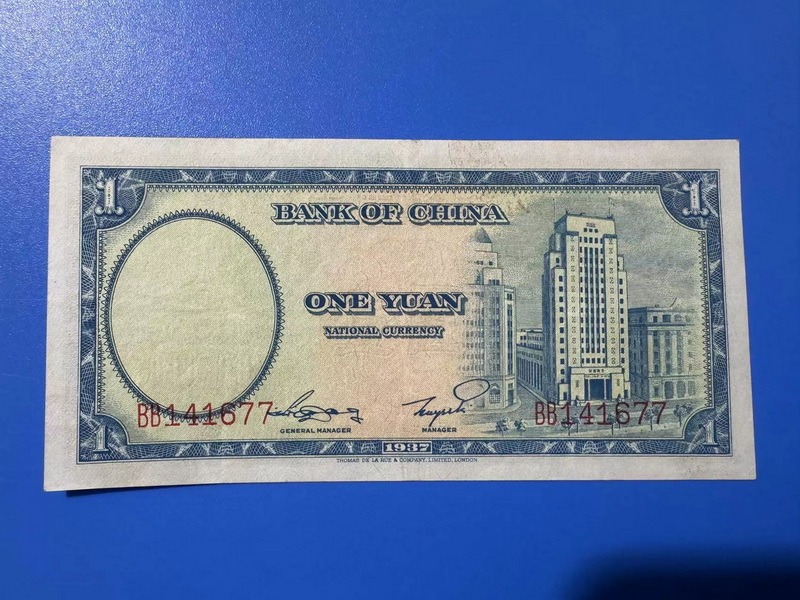 1 1
BANK OF CHINA
ONE YUAN
NATIONAL CURRENCY
BB141677 BB141677
GENERAL MANAGER MANAGER
1 1937 1
THOMAS DE LA RUE & COMPANY, LIMITED, LONDON.